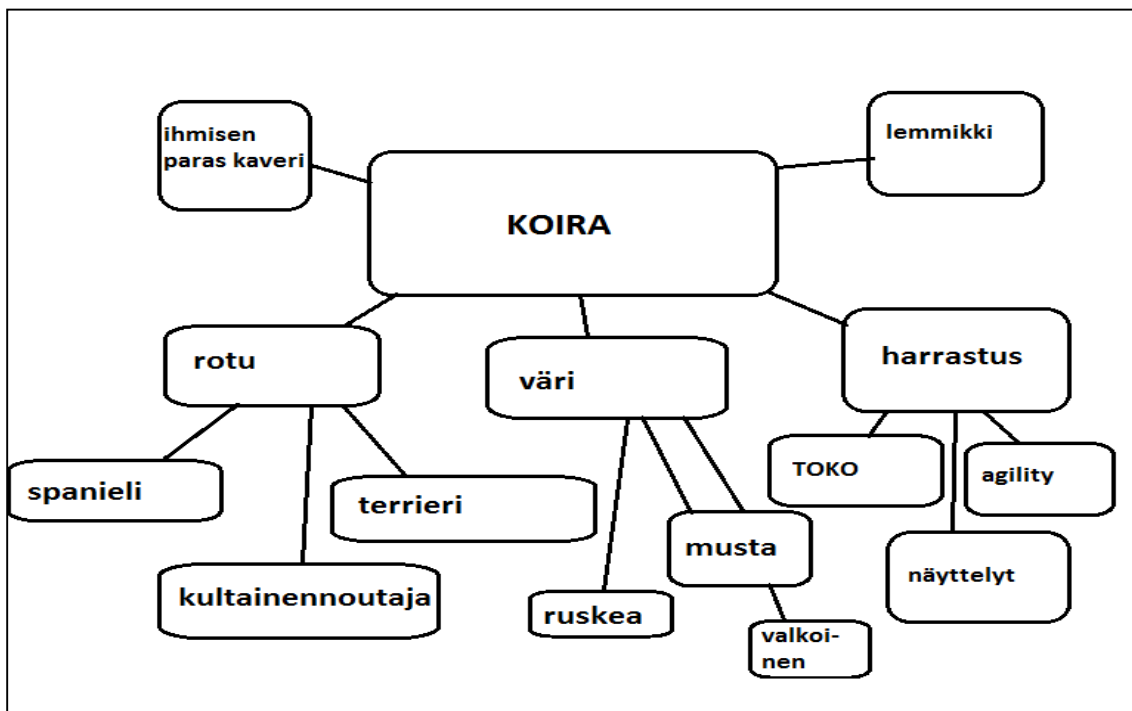 ihmisen
paras kaveri
lemmikki
KOIRA
rotu
väri
harrastus
spanieli
terrieri
kultainennoutaja
ruskea
musta
valkoi-
nen
TOKO
agility
näyttelyt